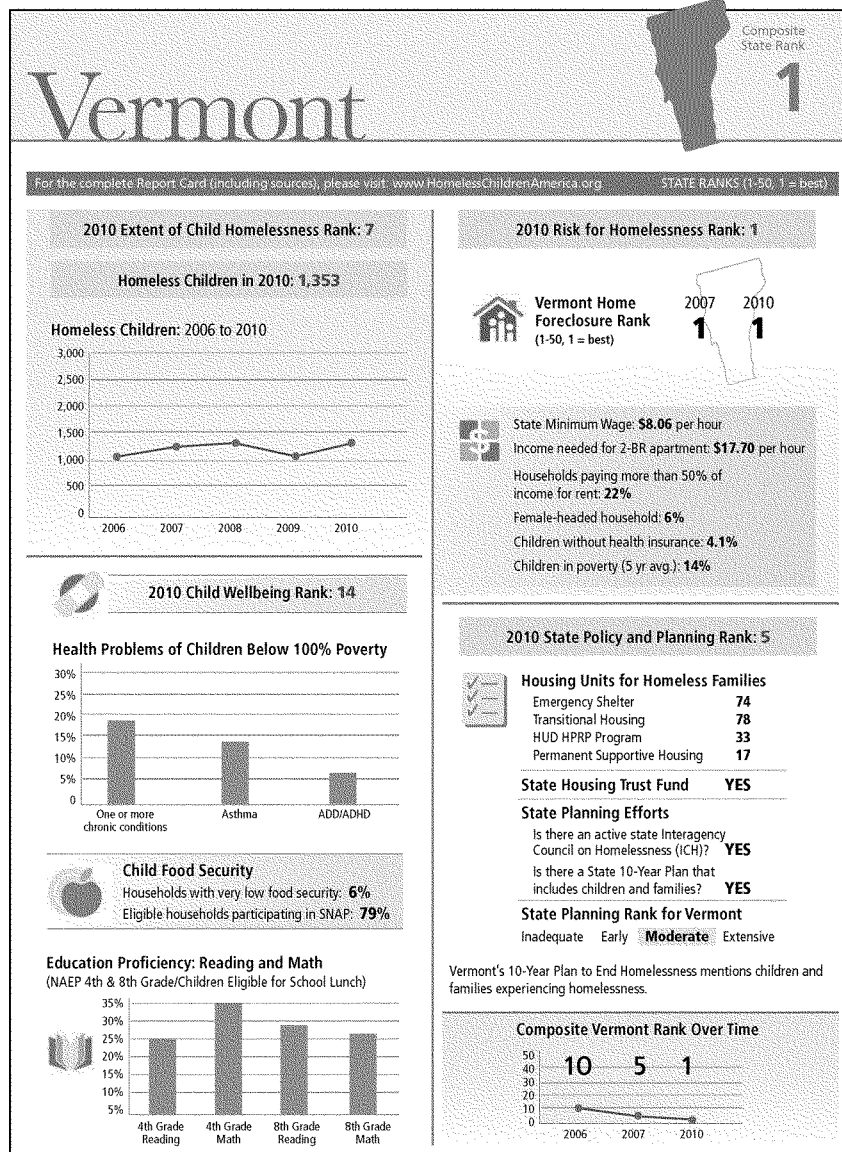 Vermont
Composite
State Rank
1
For the complete Report Card (including sources), please visit: www.HomelessChildrenAmerica.org
STATE RANKS (1-50, 1 = best)
2010 Extent of Child Homelessness Rank: 7
Homeless Children in 2010: 1,353
Homeless Children: 2006 to 2010
3,000
2,500
2,000
1,500
1,000
500
0
2006 2007 2008 2009 2010
2010 Child Wellbeing Rank: 14
Health Problems of Children Below 100% Poverty
30%
25%
20%
15%
10%
5%
0
One or more
chronic conditions
Asthma
ADD/ADHD
Child Food Security
Households with very low food security: 6%
Eligible households participating in SNAP: 79%
Education Proficiency: Reading and Math
(NAEP 4th & 8th Grade/Children Eligible for School Lunch)
35%
30%
25%
20%
15%
10%
5%
4th Grade
Reading
4th Grade
Math
8th Grade
Reading
8th Grade
Math
2010 Risk for Homelessness Rank: 1
Vermont Home
Foreclosure Rank
(1-50, 1 = best)
2007 2010
1 1
$
State Minimum Wage: $8.06 per hour
Income needed for 2-BR apartment: $17.70 per hour
Households paying more than 50% of
income for rent: 22%
Female-headed household: 6%
Children without health insurance: 4.1%
Children in poverty (5 yr avg.): 14%
2010 State Policy and Planning Rank: 5
Housing Units for Homeless Families
Emergency Shelter 74
Transitional Housing 78
HUD HPRP Program 33
Permanent Supportive Housing 17
State Housing Trust Fund YES
State Planning Efforts
Is there an active state Interagency
Council on Homelessness (ICH)? YES
Is there a State 10-Year Plan that
includes children and families? YES
State Planning Rank for Vermont
Inadequate Early Moderate Extensive
Vermont's 10-Year Plan to End Homelessness mentions children and
families experiencing homelessness.
Composite Vermont Rank Over Time
50
40
30
20
10
0
10 5 1
2006 2007 2010